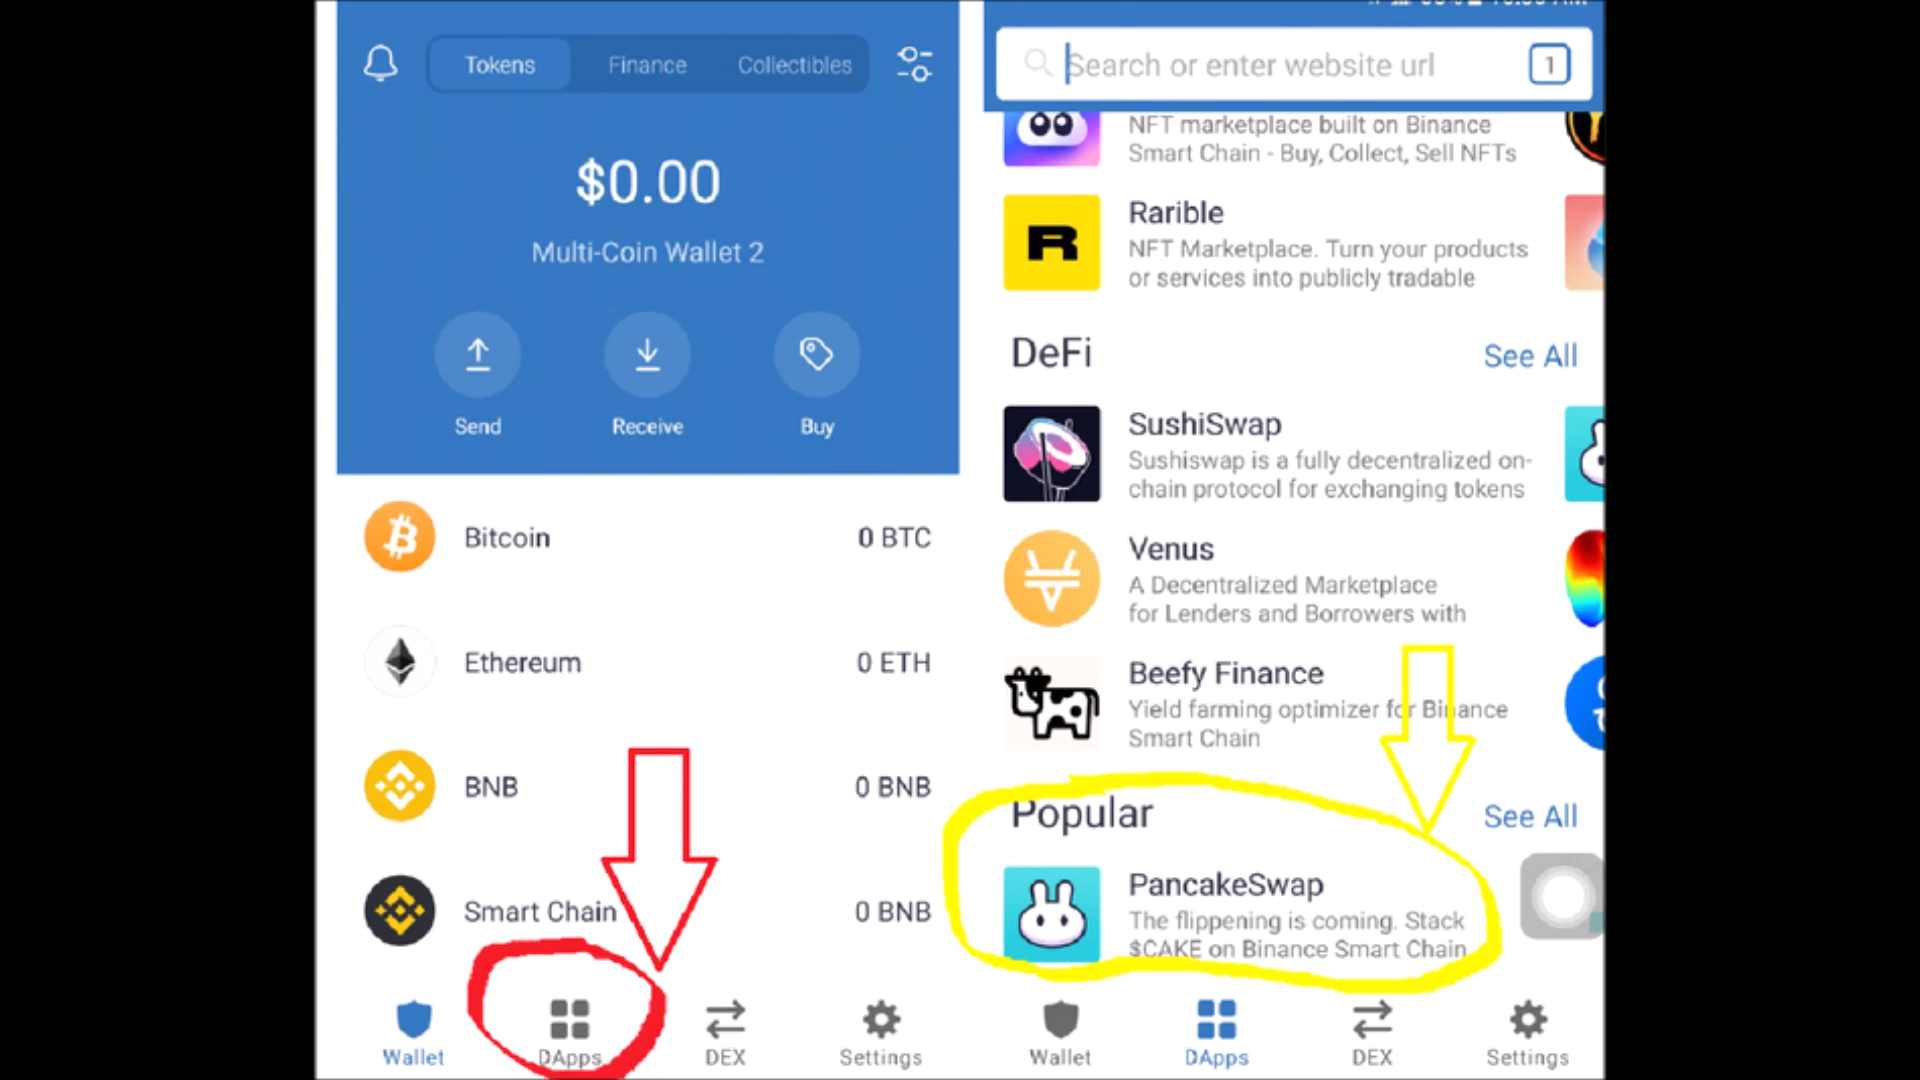 Tokens
Finance
Collectibles
$0.00
Multi-Coin Wallet 2
Send
Receive
Buy
Bitcoin
0 BTC
Ethereum
0 ETH
BNB
0 BNB
Smart Chain
0 BNB
Wallet
DApps
DEX
Settings
Search or enter website url
1
NFT marketplace built on Binance
Smart Chain - Buy, Collect, Sell NFTs
R
Rarible
NFT Marketplace. Turn your products
or services into publicly tradable
DeFi
See All
SushiSwap
Sushiswap is a fully decentralized on-
chain protocol for exchanging tokens
Venus
A Decentralized Marketplace
for Lenders and Borrowers with
Beefy Finance
Yield farming optimizer for Binance
Smart Chain
Popular
See All
PancakeSwap
The flippening is coming. Stack
$CAKE on Binance Smart Chain
Wallet
DApps
DEX
Settings